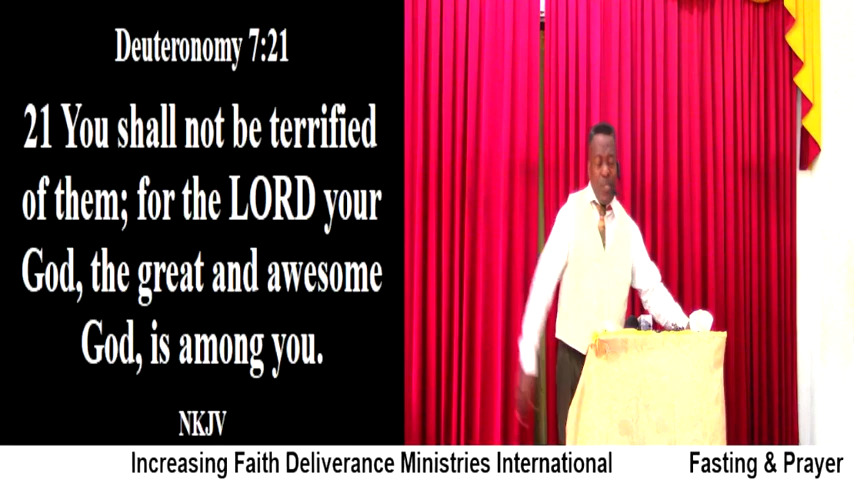 Deuteronomy 7:21
21 You shall not be terrified
of them; for the LORD your
God, the great and awesome
God, is among you.
NKJV
Increasing Faith Deliverance Ministries International
Fasting & Prayer